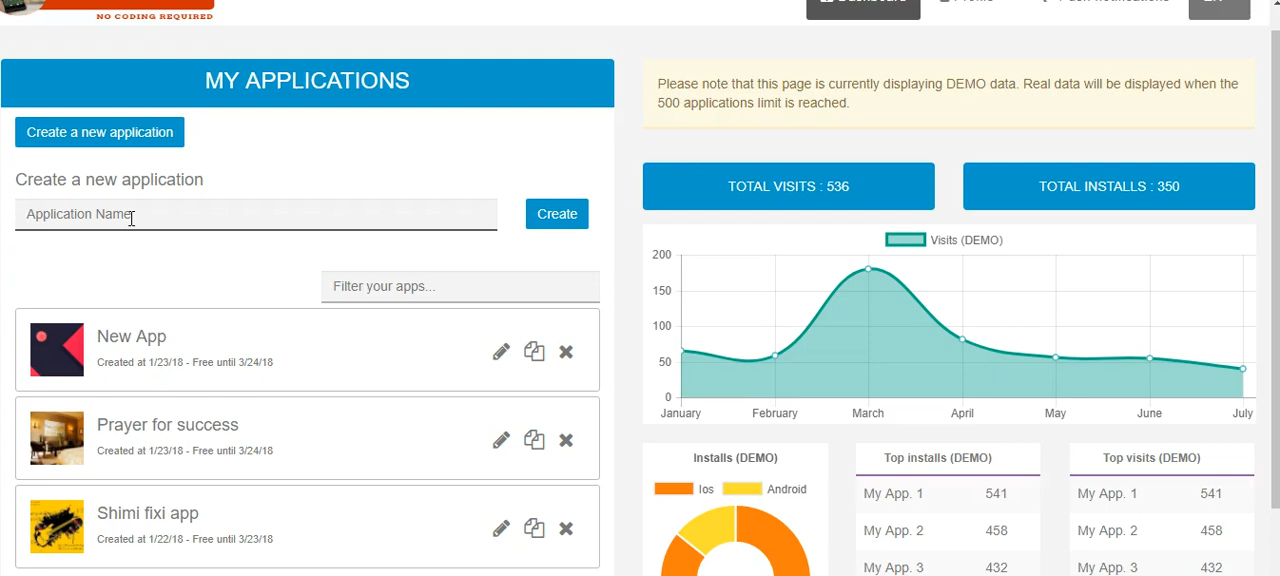 NO CODING REQUIRED
Dashboard
MY APPLICATIONS
Create a new application
Create a new application
Application Name
Create
Filter your apps...
New App
Created at 1/23/18 - Free until 3/24/18
Prayer for success
Created at 1/23/18 - Free until 3/24/18
Shimi fixi app
Created at 1/22/18 - Free until 3/23/18
Please note that this page is currently displaying DEMO data. Real data will be displayed when the
500 applications limit is reached.
TOTAL VISITS : 536
TOTAL INSTALLS : 350
Visits (DEMO)
200
150
100
50
0
January February March April May June July
Installs (DEMO)
Ios Android
Top installs (DEMO)
My App. 1 541
My App. 2 458
My App. 3 432
Top visits (DEMO)
My App. 1 541
My App. 2 458
My App. 3 432